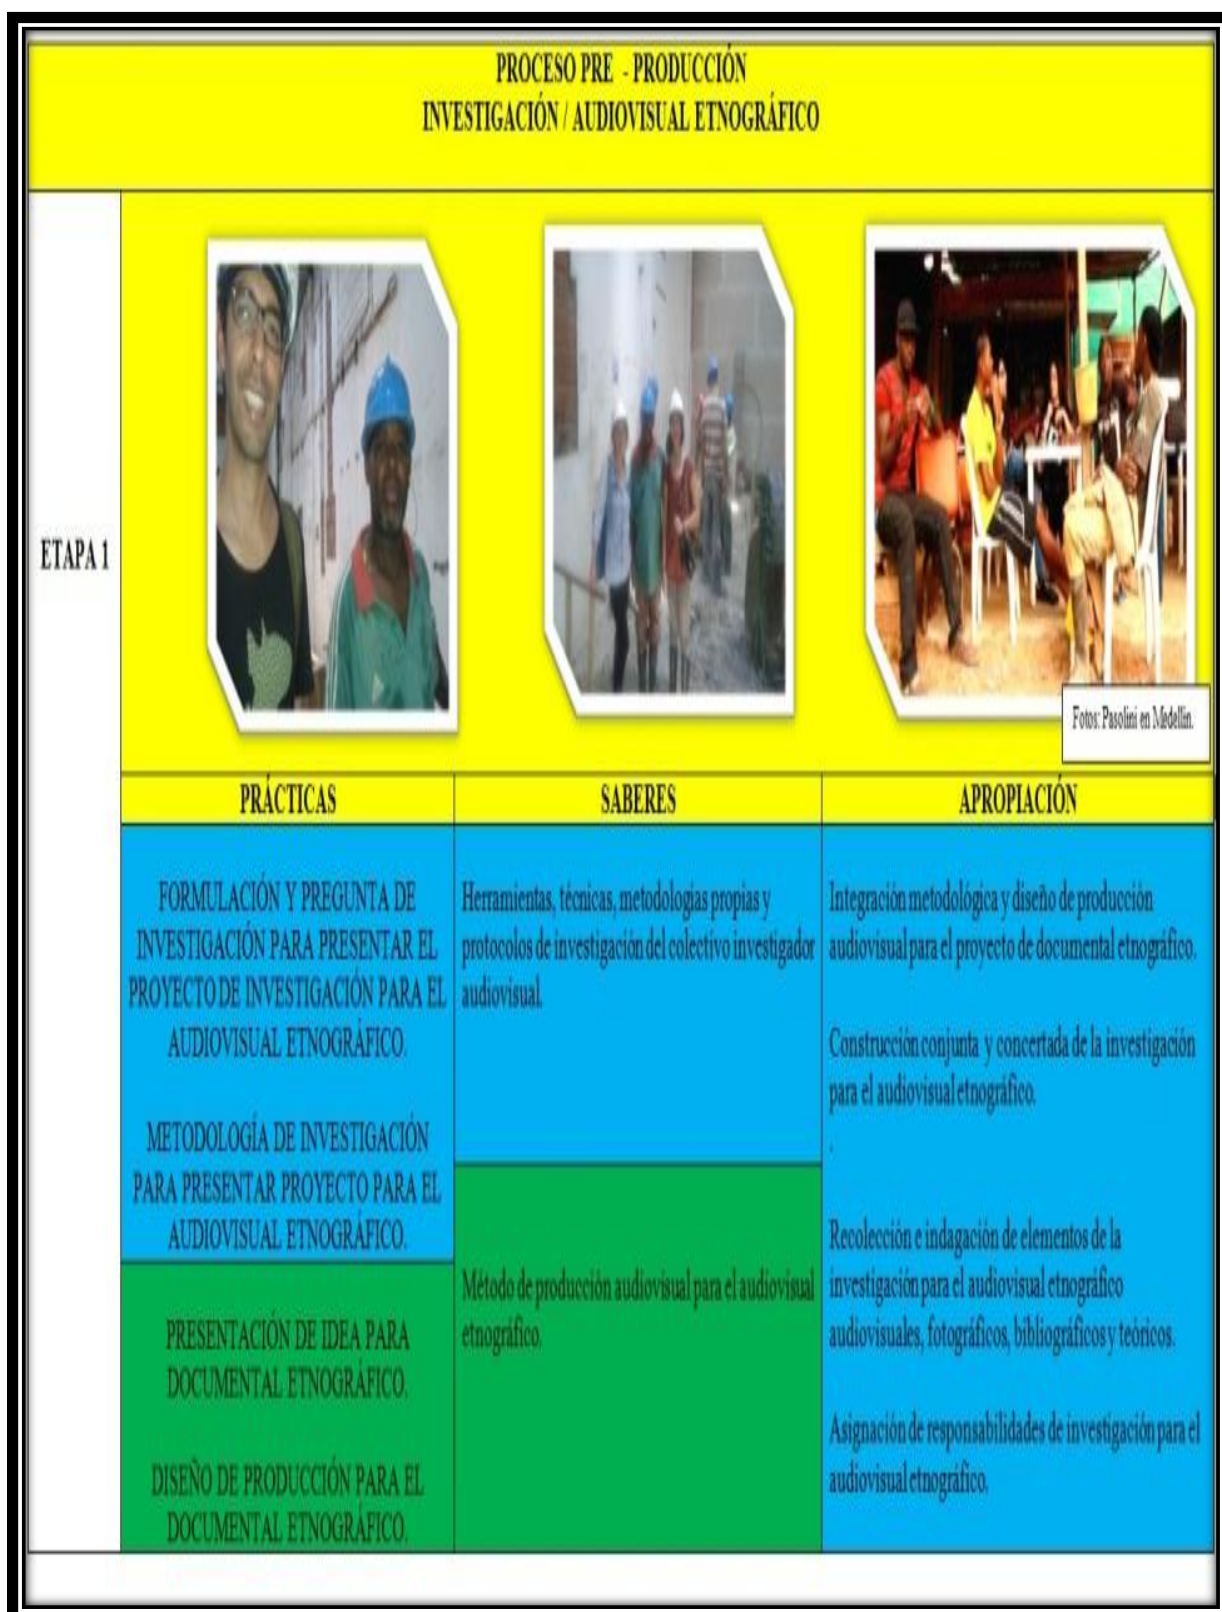 PROCESO PRE - PRODUCCIÓN
INVESTIGACIÓN / AUDIOVISUAL ETNOGRÁFICO
ETAPA 1
Fotos: Pasolini en Medellín.
PRÁCTICAS
SABERES
APROPIACIÓN
FORMULACIÓN Y PREGUNTA DE
INVESTIGACIÓN PARA PRESENTAR EL
PROYECTO DE INVESTIGACIÓN PARA EL
AUDIOVISUAL ETNOGRÁFICO.
METODOLOGÍA DE INVESTIGACIÓN
PARA PRESENTAR PROYECTO PARA EL
AUDIOVISUAL ETNOGRÁFICO.
PRESENTACIÓN DE IDEA PARA
DOCUMENTAL ETNOGRÁFICO.
DISEÑO DE PRODUCCIÓN PARA EL
DOCUMENTAL ETNOGRÁFICO.
Herramientas, técnicas, metodologías propias y
protocolos de investigación del colectivo investigador
audiovisual.
Método de producción audiovisual para el audiovisual
etnográfico.
Integración metodológica y diseño de producción
audiovisual para el proyecto de documental etnográfico.
Construcción conjunta y concertada de la investigación
para el audiovisual etnográfico.
.
Recolección e indagación de elementos de la
investigación para el audiovisual etnográfico
audiovisuales, fotográficos, bibliográficos y teóricos.
Asignación de responsabilidades de investigación para el
audiovisual etnográfico.